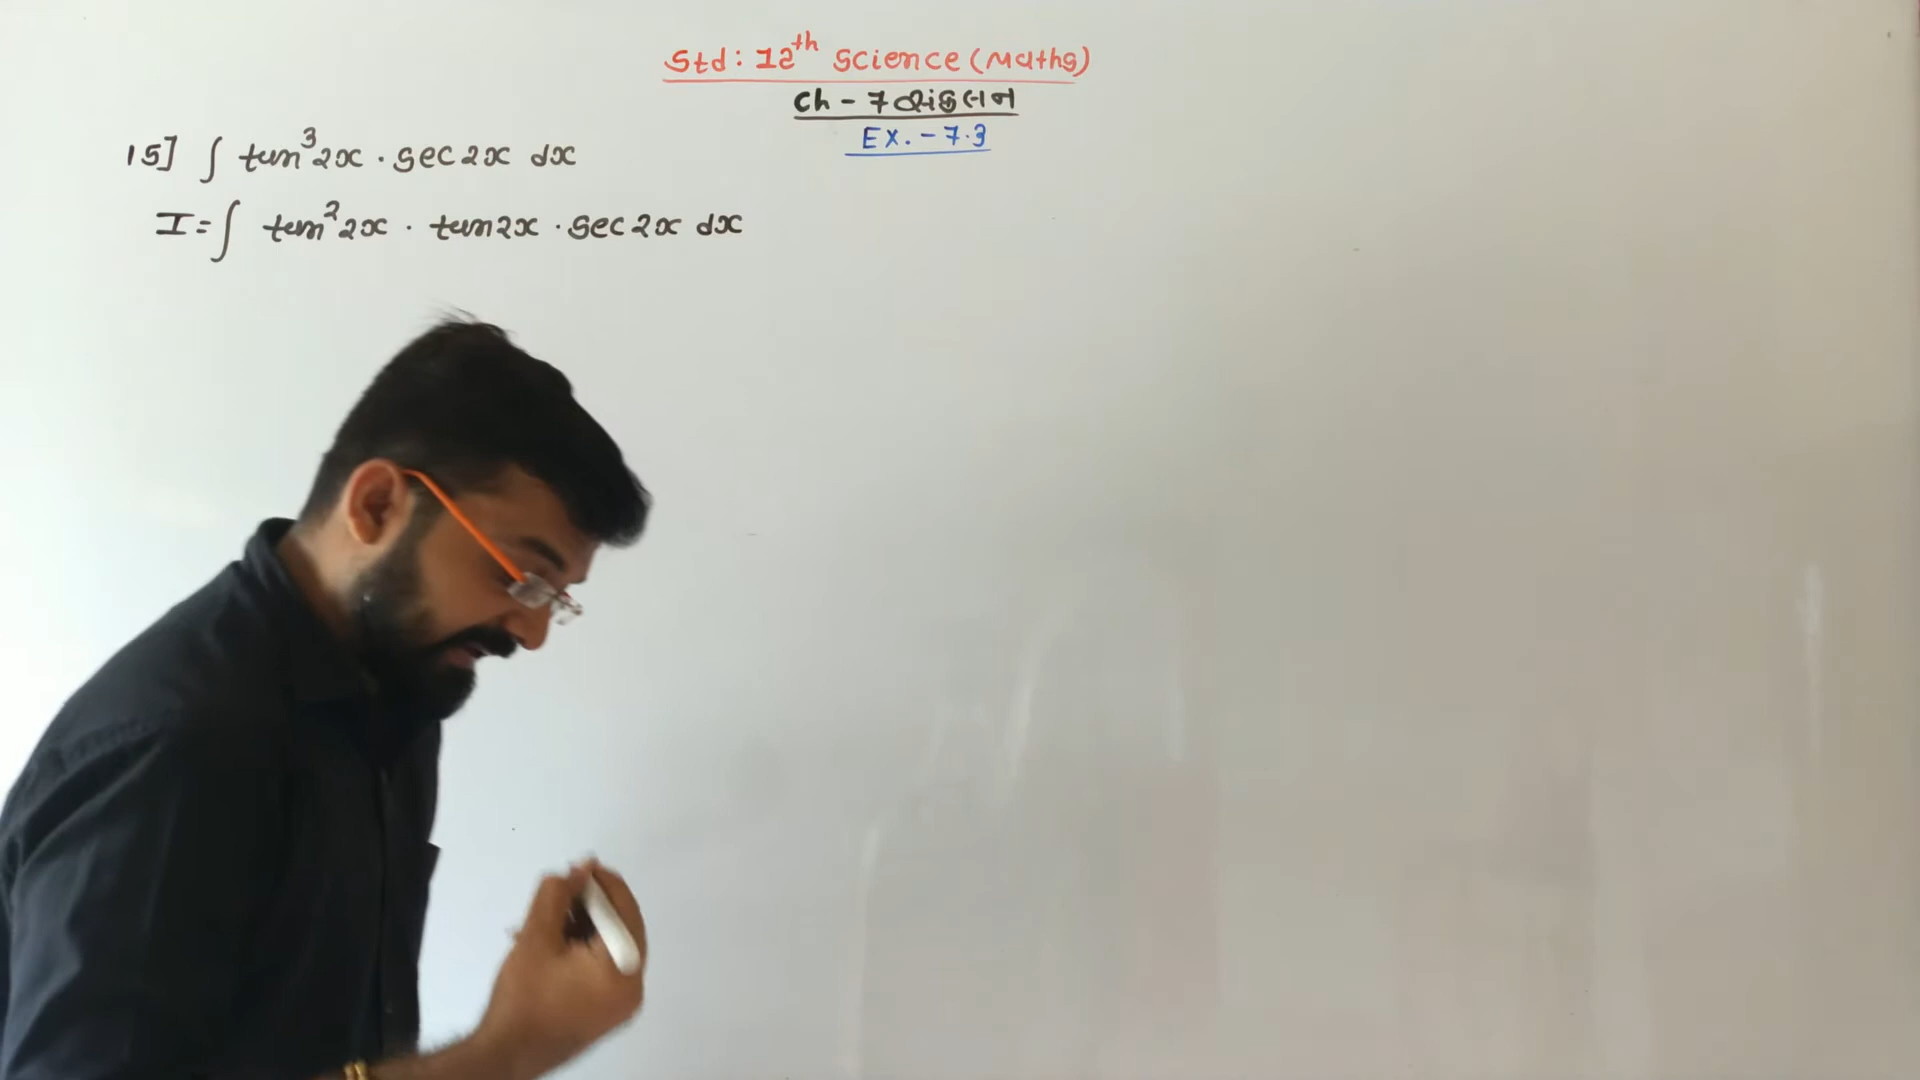 Std : 12th Science (Maths)
Ch - 7 સંકલન
Ex. - 7.3
15] ∫ tan³2x · sec2x dx
I = ∫ tan²2x · tan2x · sec2x dx